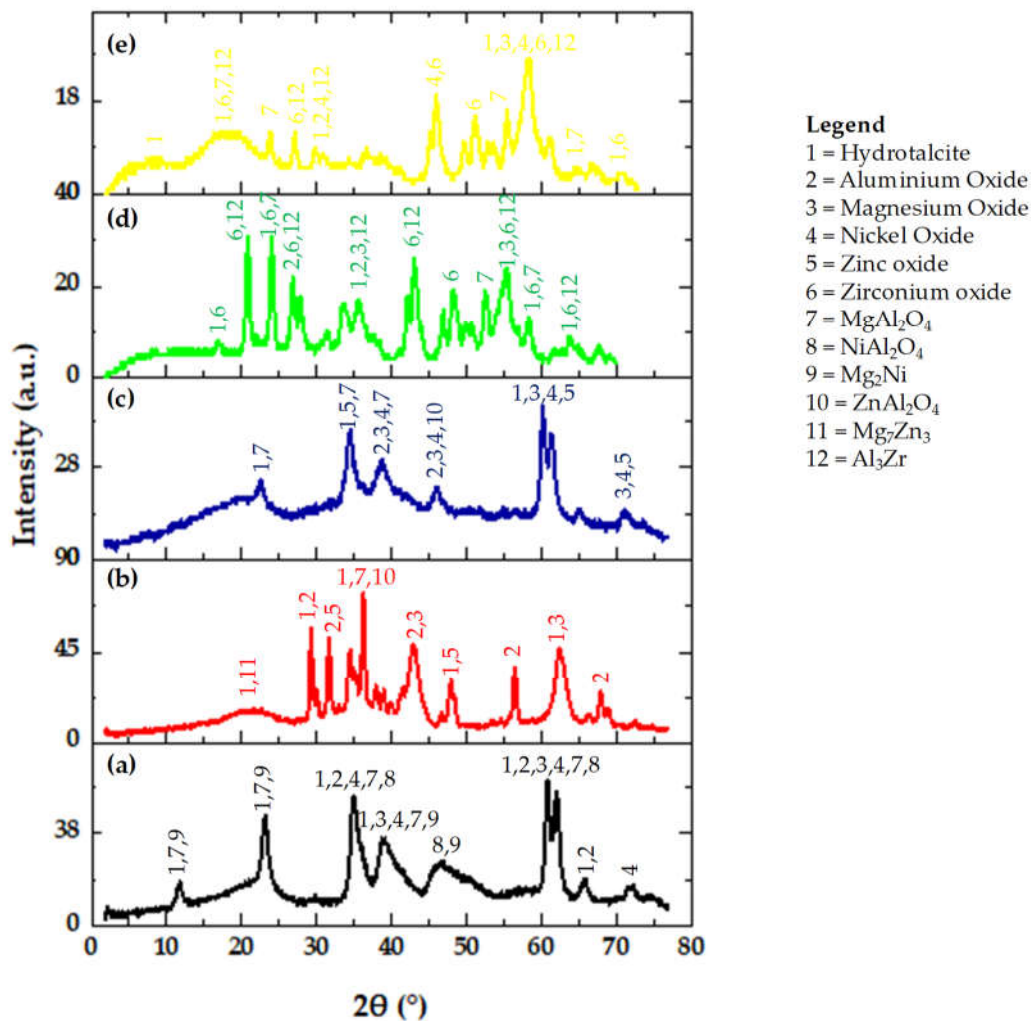 Intensity (a.u.)
(e)
18
40
1
1,6,7,12
7
6,12
1,2,4,12
4,6
6
7
1,3,4,6,12
1,7
1,6
(d)
20
0
1,6
6,12
1,6,7
2,6,12
1,2,3,12
6,12
6
7
1,3,6,12
1,6,7
1,6,12
(c)
28
90
1,7
1,5,7
2,3,4,7
2,3,4,10
1,3,4,5
3,4,5
(b)
45
0
1,11
1,2
2,5
1,7,10
2,3
1,5
2
1,3
2
(a)
38
0
1,7,9
1,7,9
1,2,4,7,8
1,3,4,7,9
8,9
1,2,3,4,7,8
1,2
4
0 10 20 30 40 50 60 70 80
2θ (°)
Legend
1 = Hydrotalcite
2 = Aluminium Oxide
3 = Magnesium Oxide
4 = Nickel Oxide
5 = Zinc oxide
6 = Zirconium oxide
7 = MgAl₂O₄
8 = NiAl₂O₄
9 = Mg₂Ni
10 = ZnAl₂O₄
11 = Mg₇Zn₃
12 = Al₃Zr